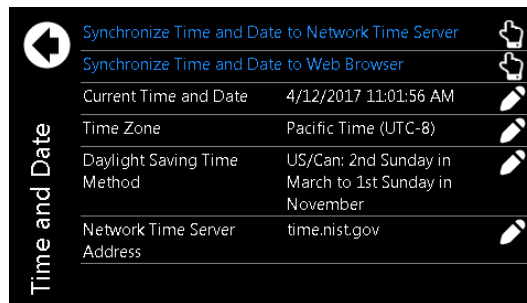 Synchronize Time and Date to Network Time Server
Synchronize Time and Date to Web Browser
Current Time and Date 4/12/2017 11:01:56 AM
Time Zone Pacific Time (UTC-8)
Daylight Saving Time US/Can: 2nd Sunday in
Method March to 1st Sunday in
November
Network Time Server time.nist.gov
Address
Time and Date